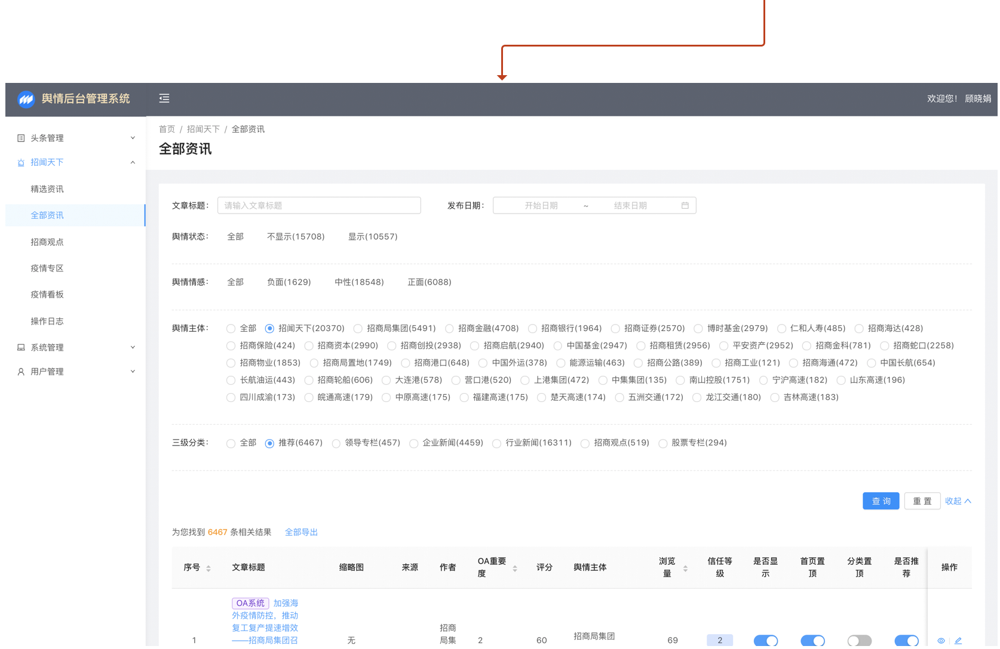 舆情后台管理系统
欢迎您! 顾晓娟
头条管理
招闻天下
精选资讯
全部资讯
招商观点
疫情专区
疫情看板
操作日志
系统管理
用户管理
首页 / 招闻天下 / 全部资讯
全部资讯
文章标题: 请输入文章标题 发布日期: 开始日期 ~ 结束日期
舆情状态: 全部 不显示(15708) 显示(10557)
舆情情感: 全部 负面(1629) 中性(18548) 正面(6088)
舆情主体: 全部 招闻天下(20370) 招商局集团(5491) 招商金融(4708) 招商银行(1964) 招商证券(2570) 博时基金(2979) 仁和人寿(485) 招商海达(428)
招商保险(424) 招商资本(2990) 招商创投(2938) 招商启航(2940) 中国基金(2947) 招商租赁(2956) 平安资产(2952) 招商金科(781) 招商蛇口(2258)
招商物业(1853) 招商局置地(1749) 招商港口(648) 中国外运(378) 能源运输(463) 招商公路(389) 招商工业(121) 招商海通(472) 中国长航(654)
长航油运(443) 招商轮船(606) 大连港(578) 营口港(520) 上港集团(472) 中集集团(135) 南山控股(1751) 宁沪高速(182) 山东高速(196)
四川成渝(173) 皖通高速(179) 中原高速(175) 福建高速(175) 楚天高速(174) 五洲交通(172) 龙江交通(180) 吉林高速(183)
三级分类: 全部 推荐(6467) 领导专栏(457) 企业新闻(4459) 行业新闻(16311) 招商观点(519) 股票专栏(294)
查 询 重 置 收起
为您找到 6467 条相关结果 全部导出
序号 文章标题 缩略图 来源 作者 OA重要度 评分 舆情主体 浏览量 信任等级 是否显示 首页置顶 分类置顶 是否推荐 操作
OA系统 加强海
外疫情防控，推动
复工复产提速增效
——招商局集团召
1 无 招商局集 2 60 招商局集团 69 2